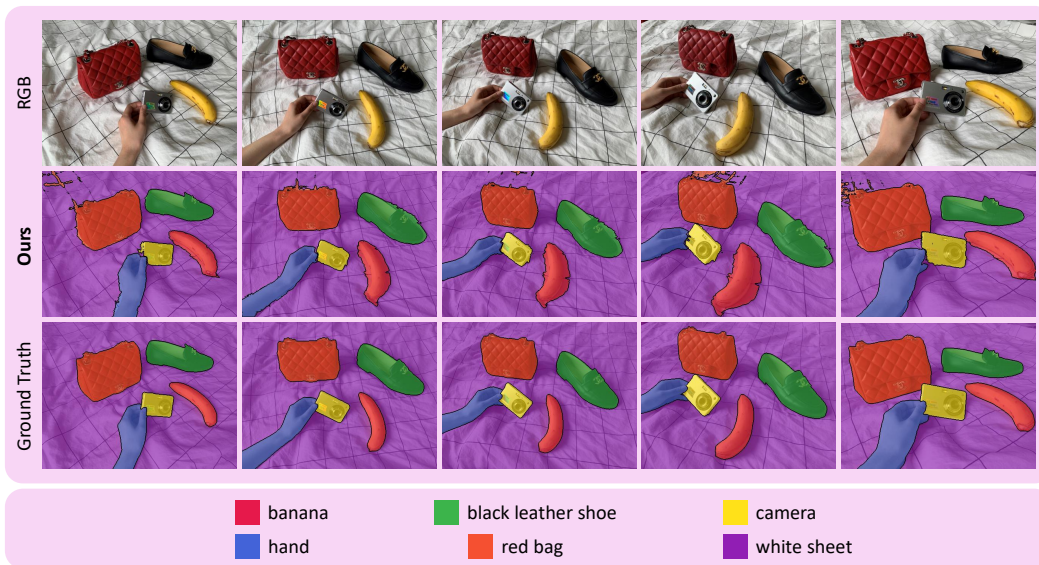 RGB
Ours
Ground Truth
banana
black leather shoe
camera
hand
red bag
white sheet